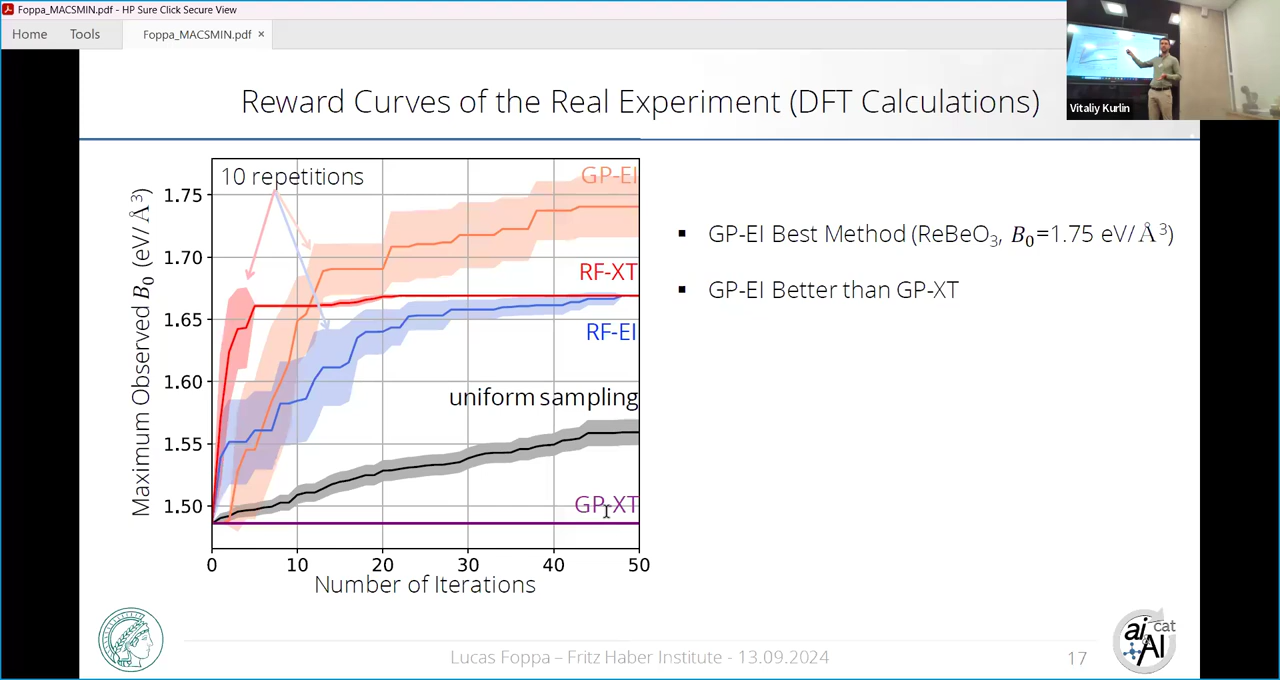 Foppa_MACSMIN.pdf - HP Sure Click Secure View
Home Tools Foppa_MACSMIN.pdf ×
Vitaliy Kurlin
Reward Curves of the Real Experiment (DFT Calculations)
10 repetitions
GP-EI
RF-XT
RF-EI
uniform sampling
GP-XT
Maximum Observed B₀ (eV/Å³)
1.75
1.70
1.65
1.60
1.55
1.50
0 10 20 30 40 50
Number of Iterations
▪ GP-EI Best Method (ReBeO₃, B₀=1.75 eV/Å³)
▪ GP-EI Better than GP-XT
Lucas Foppa – Fritz Haber Institute - 13.09.2024
17
ai cat
AI